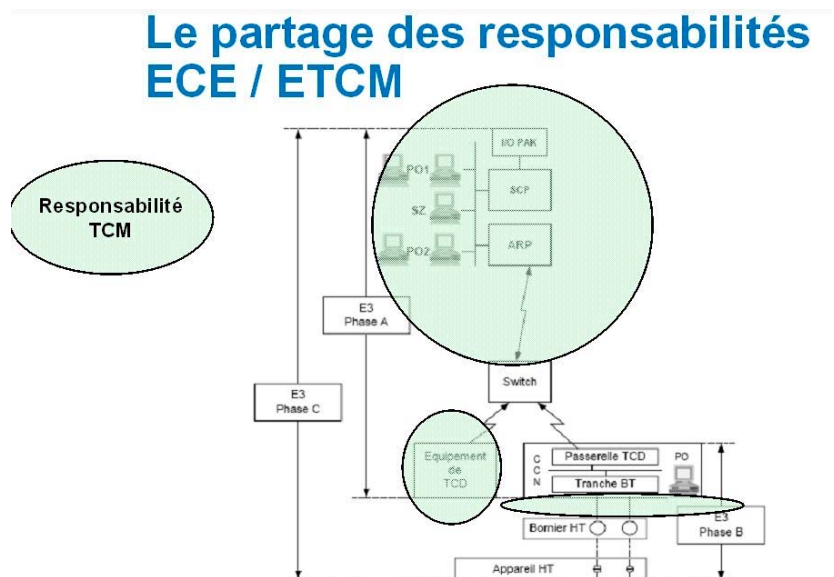 Le partage des responsabilités
ECE / ETCM
Responsabilité
TCM
I/O PAK
PO1
SCP
SZ
PO2
ARP
E3
Phase A
Switch
E3
Phase C
Equipement
de
TCD
C
C
N
Passerelle TCD
PO
Tranche BT
E3
Phase B
Bornier HT
Appareil HT